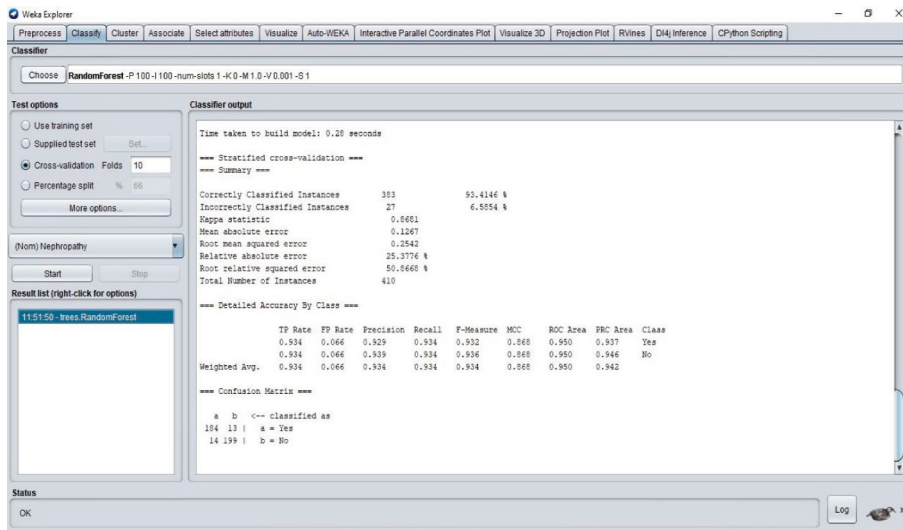 Weka Explorer
Preprocess Classify Cluster Associate Select attributes Visualize Auto-WEKA Interactive Parallel Coordinates Plot Visualize 3D Projection Plot RVines Dl4j Inference CPython Scripting
Classifier
Choose RandomForest -P 100 -I 100 -num-slots 1 -K 0 -M 1.0 -V 0.001 -S 1
Test options
Use training set
Supplied test set Set...
Cross-validation Folds 10
Percentage split % 66
More options...
(Nom) Nephropathy
Start Stop
Result list (right-click for options)
11:51:50 - trees.RandomForest
Classifier output
Time taken to build model: 0.28 seconds
=== Stratified cross-validation ===
=== Summary ===
Correctly Classified Instances 383 93.4146 %
Incorrectly Classified Instances 27 6.5854 %
Kappa statistic 0.8681
Mean absolute error 0.1267
Root mean squared error 0.2542
Relative absolute error 25.3776 %
Root relative squared error 50.8668 %
Total Number of Instances 410
=== Detailed Accuracy By Class ===
TP Rate FP Rate Precision Recall F-Measure MCC ROC Area PRC Area Class
0.934 0.066 0.929 0.934 0.932 0.868 0.950 0.937 Yes
0.934 0.066 0.939 0.934 0.936 0.868 0.950 0.946 No
Weighted Avg. 0.934 0.066 0.934 0.934 0.934 0.868 0.950 0.942
=== Confusion Matrix ===
a b <-- classified as
184 13 | a = Yes
14 199 | b = No
Status
OK
Log
x